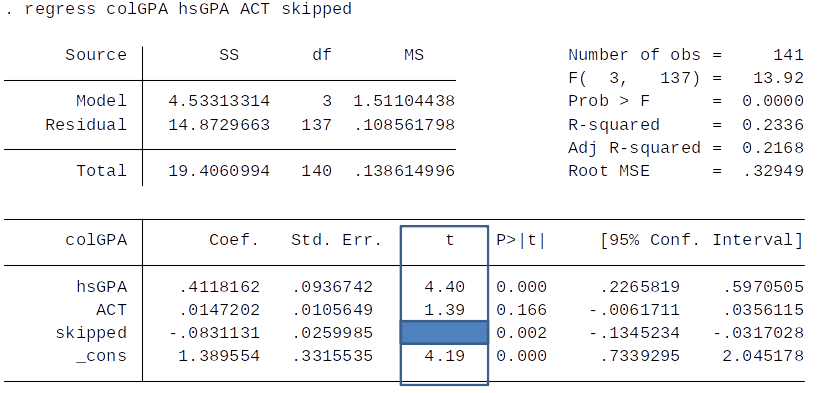 . regress colGPA hsGPA ACT skipped
Source SS df MS Number of obs = 141
F( 3, 137) = 13.92
Model 4.53313314 3 1.51104438 Prob > F = 0.0000
Residual 14.8729663 137 .108561798 R-squared = 0.2336
Adj R-squared = 0.2168
Total 19.4060994 140 .138614996 Root MSE = .32949
colGPA Coef. Std. Err. t P>|t| [95% Conf. Interval]
hsGPA .4118162 .0936742 4.40 0.000 .2265819 .5970505
ACT .0147202 .0105649 1.39 0.166 -.0061711 .0356115
skipped -.0831131 .0259985 0.002 -.1345234 -.0317028
_cons 1.389554 .3315535 4.19 0.000 .7339295 2.045178